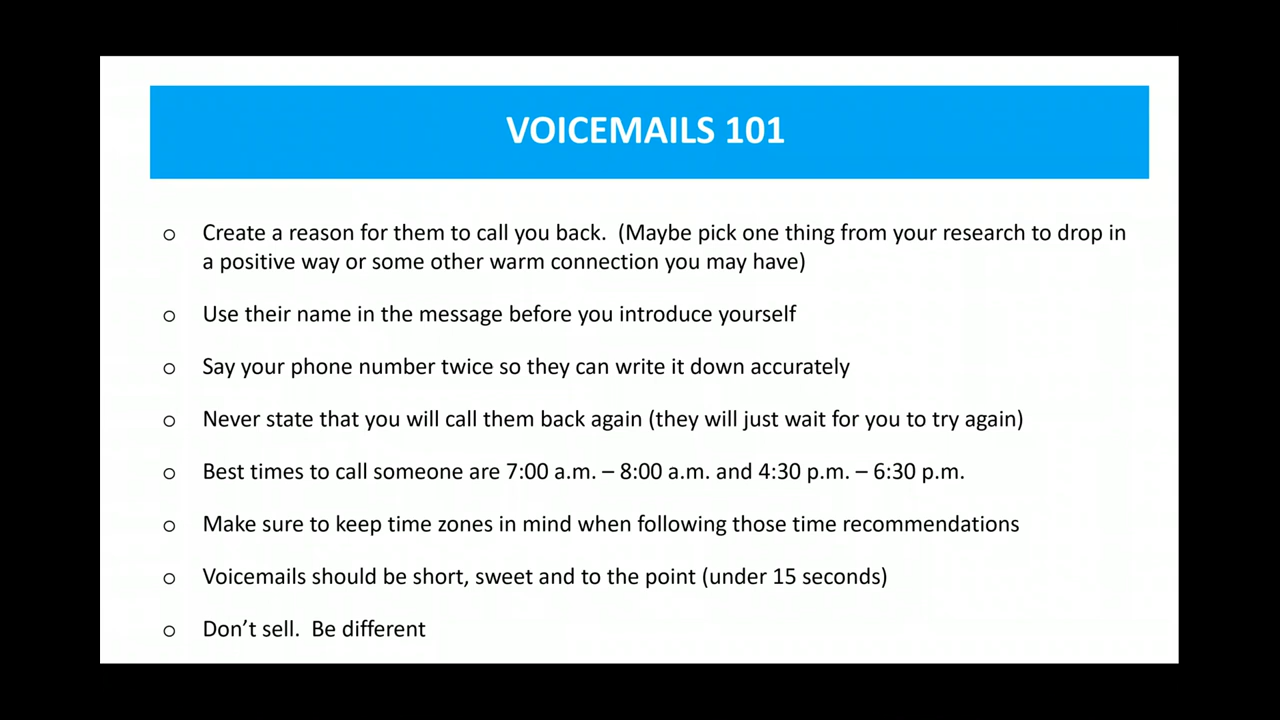 VOICEMAILS 101
o Create a reason for them to call you back.  (Maybe pick one thing from your research to drop in
a positive way or some other warm connection you may have)
o Use their name in the message before you introduce yourself
o Say your phone number twice so they can write it down accurately
o Never state that you will call them back again (they will just wait for you to try again)
o Best times to call someone are 7:00 a.m. – 8:00 a.m. and 4:30 p.m. – 6:30 p.m.
o Make sure to keep time zones in mind when following those time recommendations
o Voicemails should be short, sweet and to the point (under 15 seconds)
o Don’t sell.  Be different